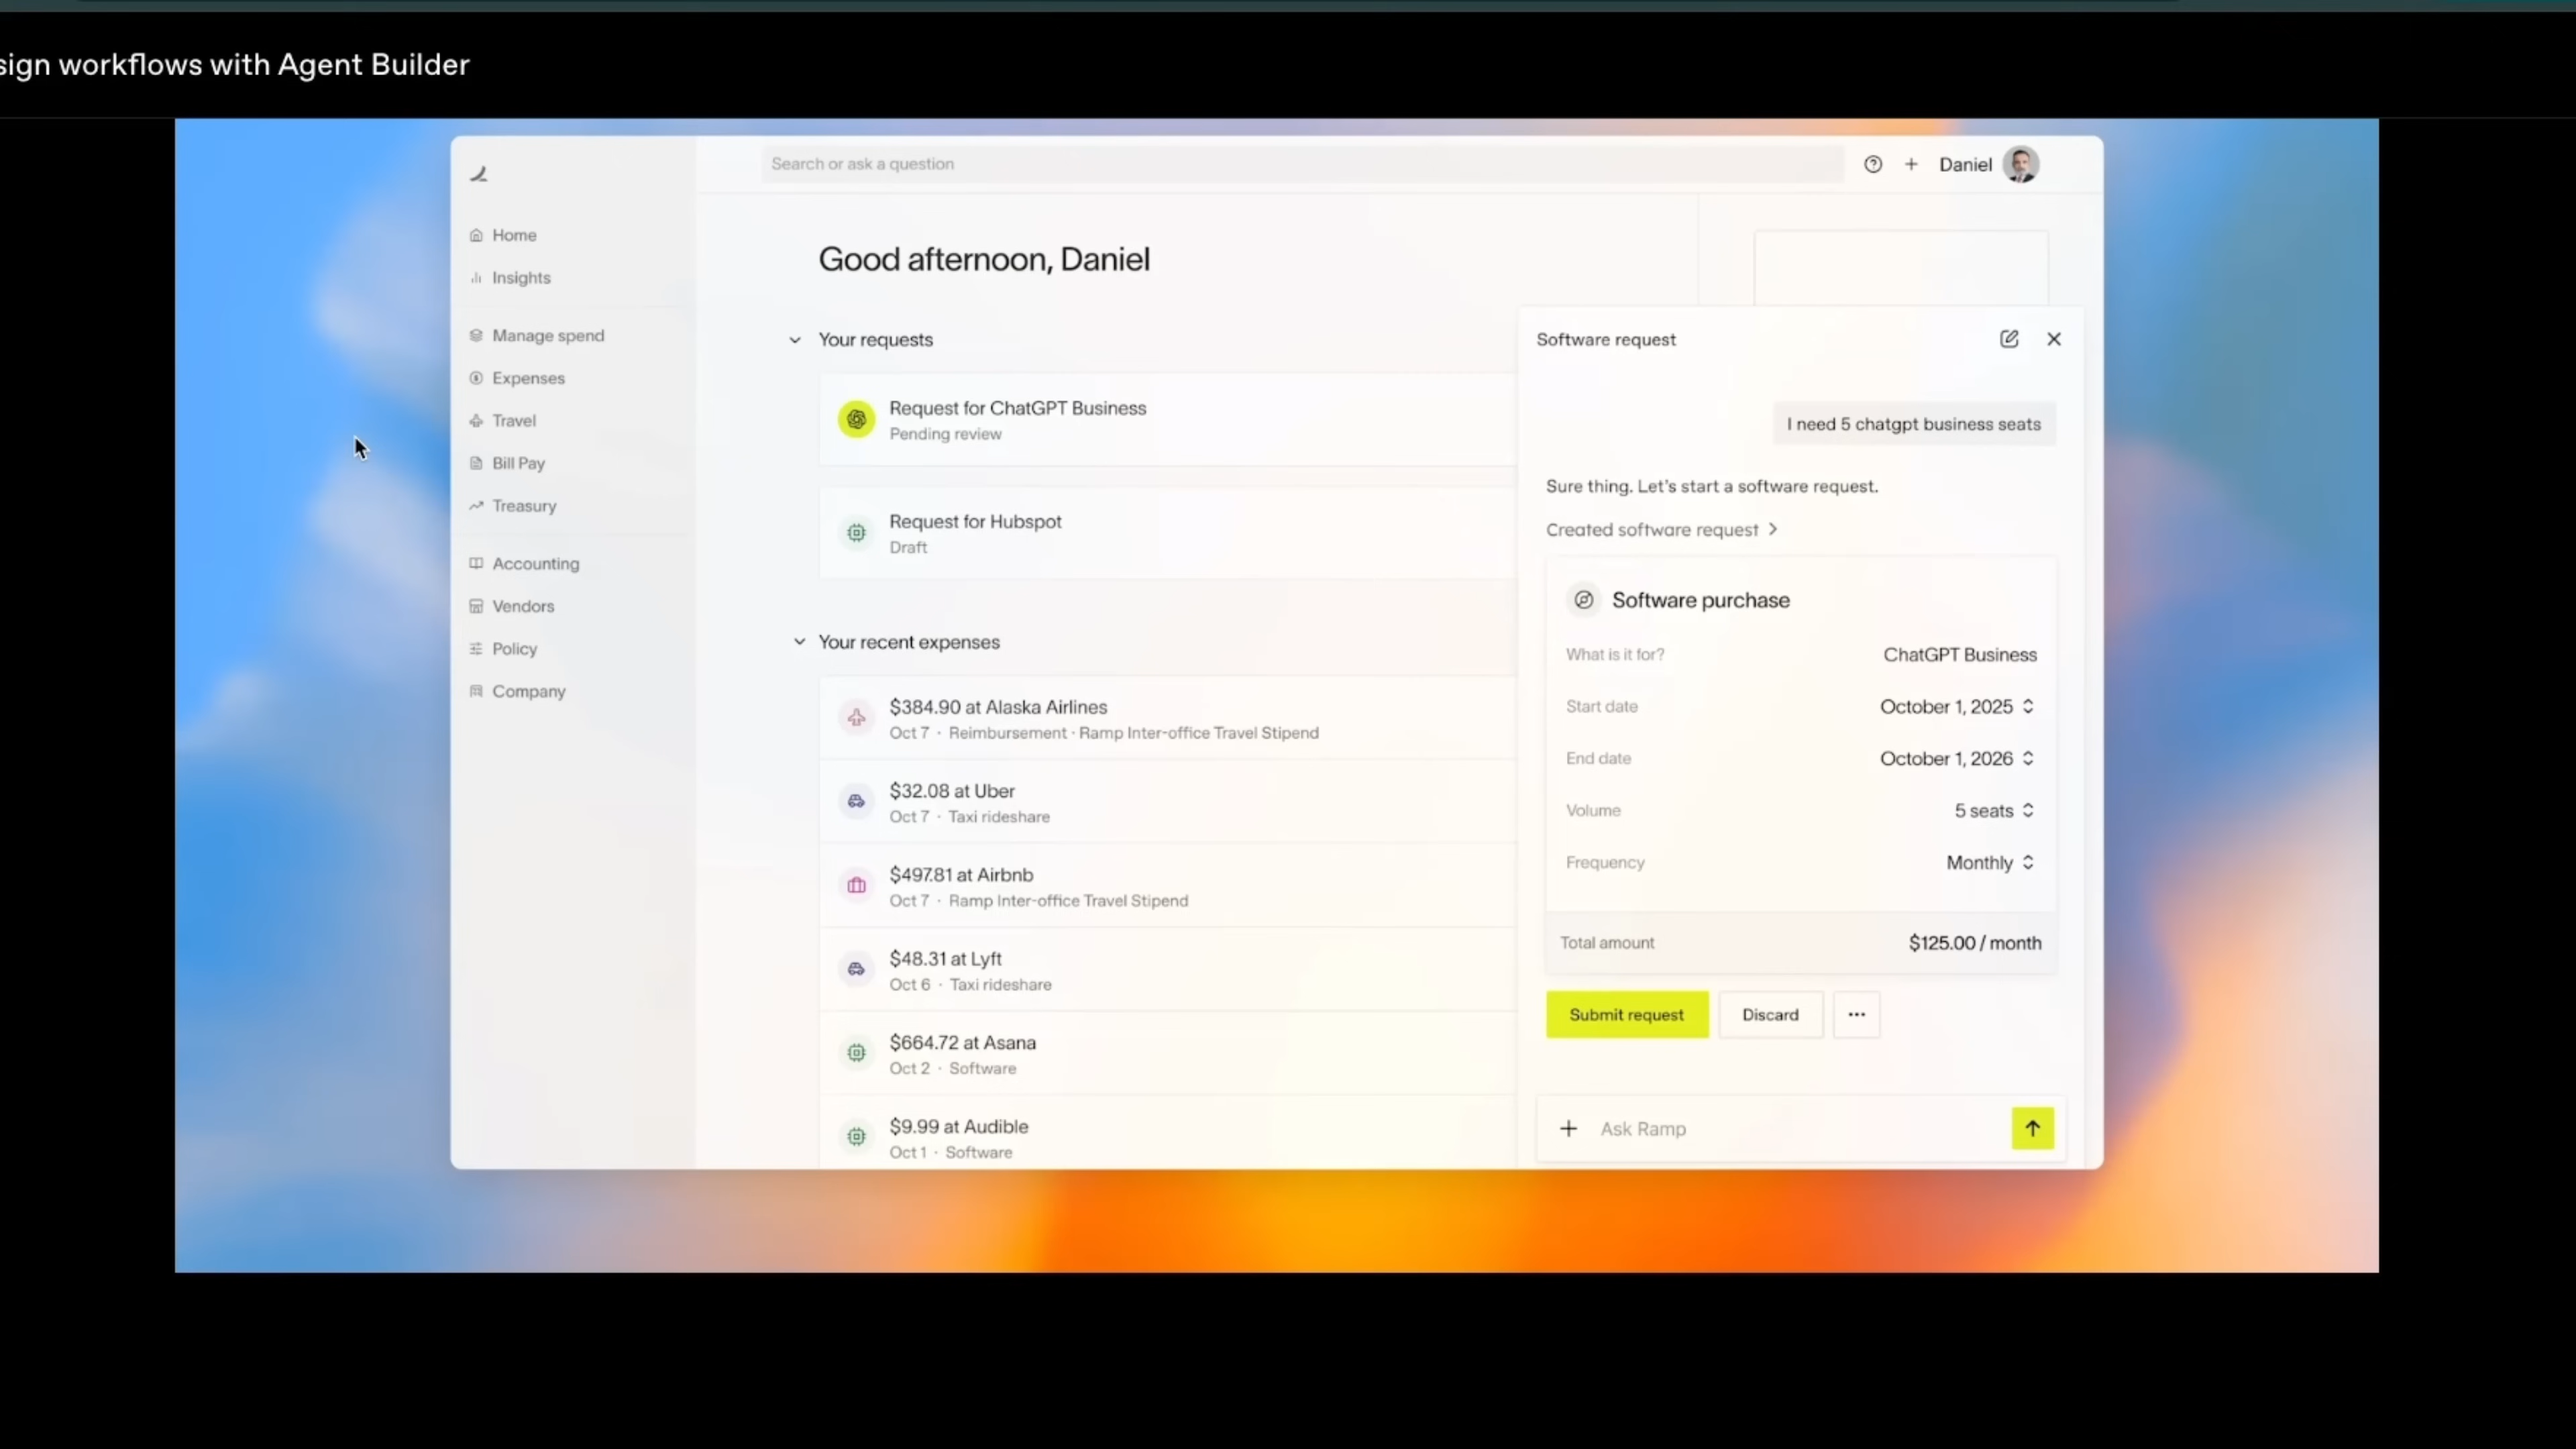 sign workflows with Agent Builder
Search or ask a question
Daniel
Home
Insights
Manage spend
Expenses
Travel
Bill Pay
Treasury
Accounting
Vendors
Policy
Company
Good afternoon, Daniel
Your requests
Request for ChatGPT Business
Pending review
Request for Hubspot
Draft
Your recent expenses
$384.90 at Alaska Airlines
Oct 7 · Reimbursement · Ramp Inter-office Travel Stipend
$32.08 at Uber
Oct 7 · Taxi rideshare
$497.81 at Airbnb
Oct 7 · Ramp Inter-office Travel Stipend
$48.31 at Lyft
Oct 6 · Taxi rideshare
$664.72 at Asana
Oct 2 · Software
$9.99 at Audible
Oct 1 · Software
Software request
I need 5 chatgpt business seats
Sure thing. Let's start a software request.
Created software request
Software purchase
What is it for? ChatGPT Business
Start date October 1, 2025
End date October 1, 2026
Volume 5 seats
Frequency Monthly
Total amount $125.00 / month
Submit request Discard
Ask Ramp